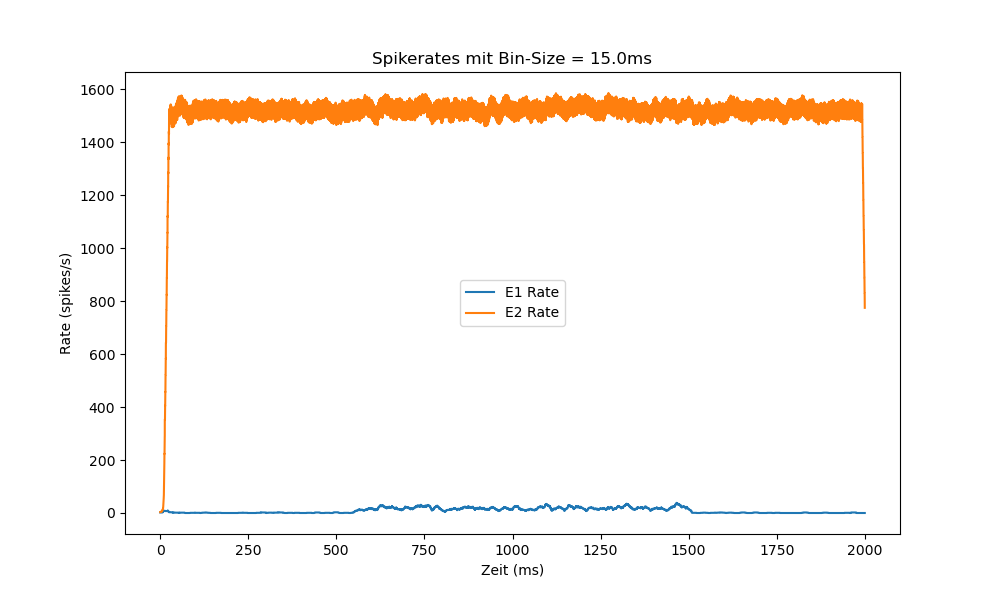 Spikerates mit Bin-Size = 15.0ms
1600
1400
1200
1000
800
600
400
200
0
Rate (spikes/s)
E1 Rate
E2 Rate
0 250 500 750 1000 1250 1500 1750 2000
Zeit (ms)